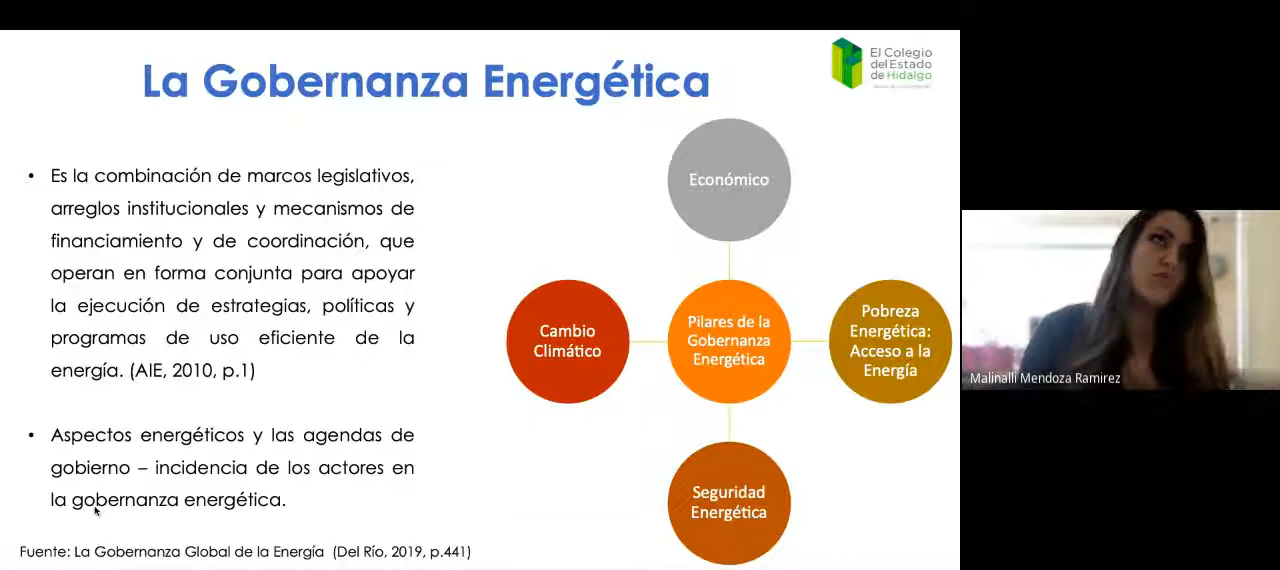 La Gobernanza Energética
El Colegio
del Estado
de Hidalgo
• Es la combinación de marcos legislativos,
arreglos institucionales y mecanismos de
financiamiento y de coordinación, que
operan en forma conjunta para apoyar
la ejecución de estrategias, políticas y
programas de uso eficiente de la
energía. (AIE, 2010, p.1)
• Aspectos energéticos y las agendas de
gobierno – incidencia de los actores en
la gobernanza energética.
Fuente: La Gobernanza Global de la Energía (Del Río, 2019, p.441)
Económico
Cambio
Climático
Pilares de la
Gobernanza
Energética
Pobreza
Energética:
Acceso a la
Energía
Seguridad
Energética
Malinalli Mendoza Ramirez